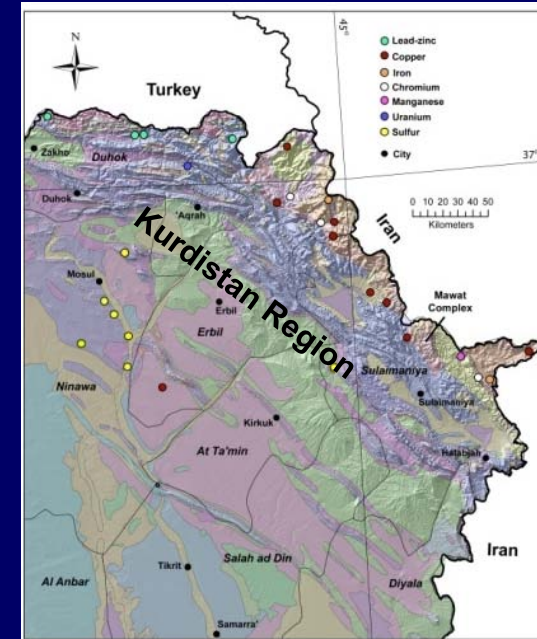 N
Turkey
45°
Lead-zinc
Copper
Iron
Chromium
Manganese
Uranium
Sulfur
City
37°
Zakho
Duhok
Duhok
'Aqrah
0 10 20 30 40 50
Kilometers
Iran
Kurdistan Region
Mosul
Erbil
Erbil
Mawat
Complex
Ninawa
Sulaimaniya
Sulaimaniya
Kirkuk
At Ta'min
Halabjah
Iran
Tikrit
Salah ad Din
Al Anbar
Diyala
Samarra'